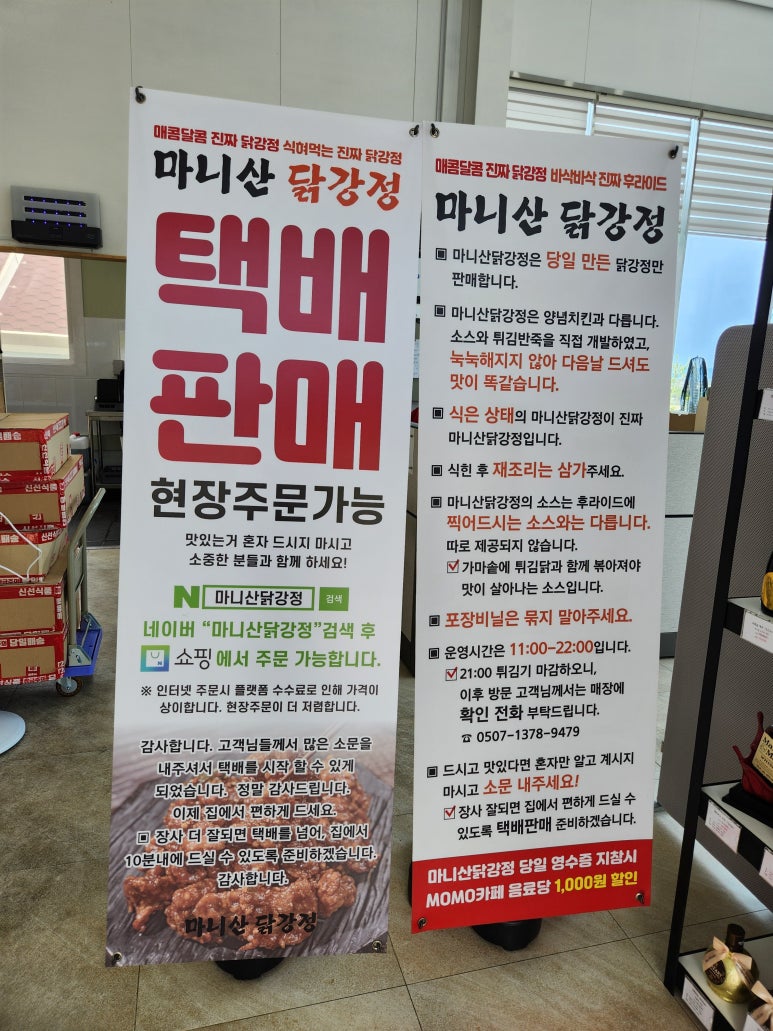 매콤달콤 진짜 닭강정 식혀먹는 진짜 닭강정
마니산 닭강정
택배
판매
현장주문가능
맛있는거 혼자 드시지 마시고
소중한 분들과 함께 하세요!
N 마니산닭강정 검색
네이버 "마니산닭강정"검색 후
쇼핑에서 주문 가능합니다.
※ 인터넷 주문시 플랫폼 수수료로 인해 가격이
상이합니다. 현장주문이 더 저렴합니다.
감사합니다. 고객님들께서 많은 소문을
내주셔서 택배를 시작 할 수 있게
되었습니다. 정말 감사드립니다.
이제 집에서 편하게 드세요.
▣ 장사 더 잘되면 택배를 넘어, 집에서
10분내에 드실 수 있도록 준비하겠습니다.
감사합니다.
마니산 닭강정
매콤달콤 진짜 닭강정 바삭바삭 진짜 후라이드
마니산 닭강정
▣ 마니산닭강정은 당일 만든 닭강정만
판매합니다.
▣ 마니산닭강정은 양념치킨과 다릅니다.
소스와 튀김반죽을 직접 개발하였고,
눅눅해지지 않아 다음날 드셔도
맛이 똑같습니다.
▣ 식은 상태의 마니산닭강정이 진짜
마니산닭강정입니다.
▣ 식힌 후 재조리는 삼가주세요.
▣ 마니산닭강정의 소스는 후라이드에
찍어드시는 소스와는 다릅니다.
따로 제공되지 않습니다.
☑가마솥에 튀김닭과 함께 볶아져야
맛이 살아나는 소스입니다.
▣ 포장비닐은 묶지 말아주세요.
▣ 운영시간은 11:00~22:00입니다.
☑21:00 튀김기 마감하오니,
이후 방문 고객님께서는 매장에
확인 전화 부탁드립니다.
☎ 0507-1378-9479
▣ 드시고 맛있다면 혼자만 알고 계시지
마시고 소문 내주세요!
☑장사 잘되면 집에서 편하게 드실 수
있도록 택배판매 준비하겠습니다.
마니산닭강정 당일 영수증 지참시
MOMO카페 음료당 1,000원 할인
당일배송
신선식품